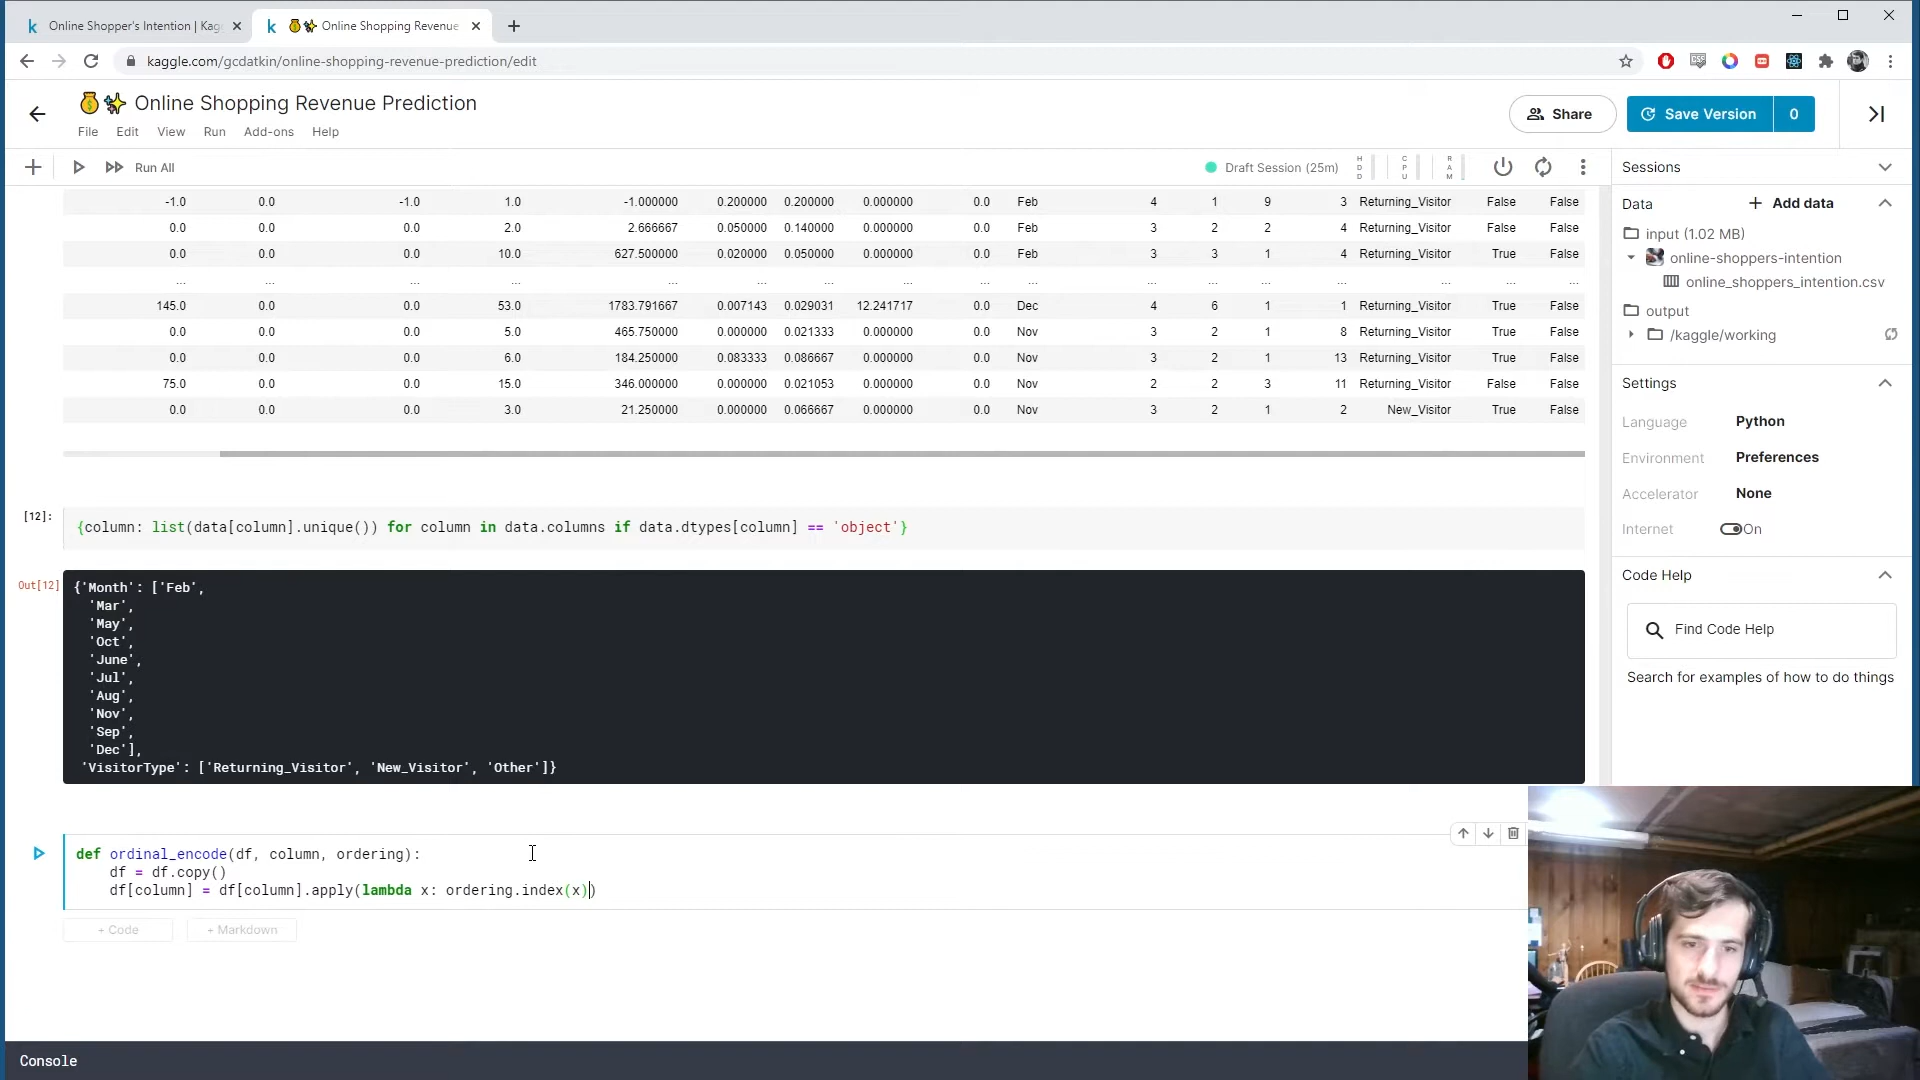 Online Shopper's Intention | Kag
Online Shopping Revenue
kaggle.com/gcdatkin/online-shopping-revenue-prediction/edit
Online Shopping Revenue Prediction
File Edit View Run Add-ons Help
Share
Save Version 0
Run All
Draft Session (25m)
HDD
CPU
RAM
-1.0 0.0 -1.0 1.0 -1.000000 0.200000 0.200000 0.000000 0.0 Feb 4 1 9 3 Returning_Visitor False False
0.0 0.0 0.0 2.0 2.666667 0.050000 0.140000 0.000000 0.0 Feb 3 2 2 4 Returning_Visitor False False
0.0 0.0 0.0 10.0 627.500000 0.020000 0.050000 0.000000 0.0 Feb 3 3 1 4 Returning_Visitor True False
... ... ... ... ... ... ... ... ... ... ... ... ... ... ... ... ...
145.0 0.0 0.0 53.0 1783.791667 0.007143 0.029031 12.241717 0.0 Dec 4 6 1 1 Returning_Visitor True False
0.0 0.0 0.0 5.0 465.750000 0.000000 0.021333 0.000000 0.0 Nov 3 2 1 8 Returning_Visitor True False
0.0 0.0 0.0 6.0 184.250000 0.083333 0.086667 0.000000 0.0 Nov 3 2 1 13 Returning_Visitor True False
75.0 0.0 0.0 15.0 346.000000 0.000000 0.021053 0.000000 0.0 Nov 2 2 3 11 Returning_Visitor False False
0.0 0.0 0.0 3.0 21.250000 0.000000 0.066667 0.000000 0.0 Nov 3 2 1 2 New_Visitor True False
[12]:
{column: list(data[column].unique()) for column in data.columns if data.dtypes[column] == 'object'}
Out[12]
{'Month': ['Feb',
'Mar',
'May',
'Oct',
'June',
'Jul',
'Aug',
'Nov',
'Sep',
'Dec'],
'VisitorType': ['Returning_Visitor', 'New_Visitor', 'Other']}
def ordinal_encode(df, column, ordering):
df = df.copy()
df[column] = df[column].apply(lambda x: ordering.index(x))
+ Code + Markdown
Console
Sessions
Data
+ Add data
input (1.02 MB)
online-shoppers-intention
online_shoppers_intention.csv
output
/kaggle/working
Settings
Language Python
Environment Preferences
Accelerator None
Internet On
Code Help
Find Code Help
Search for examples of how to do things